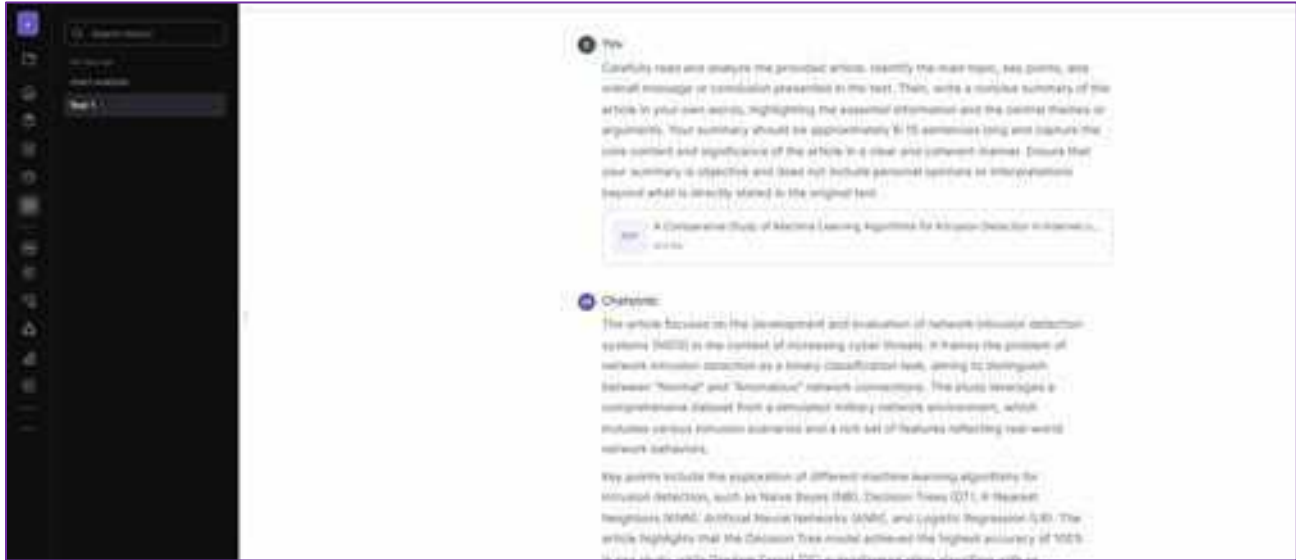 Search history
Test 1
You
Carefully read and analyze the provided article. Identify the main topic, key points, and
overall message or conclusion presented in the text. Then, write a concise summary of the
article in your own words, highlighting the essential information and the central themes or
arguments. Your summary should be approximately 8-10 sentences long and capture the
core content and significance of the article in a clear and coherent manner. Ensure that
your summary is objective and does not include personal opinions or interpretations
beyond what is directly stated in the original text.
A Comparative Study of Machine Learning Algorithms for Intrusion Detection in Internet o...
The article focuses on the development and evaluation of network intrusion detection
systems (NIDS) in the context of increasing cyber threats. It frames the problem of
network intrusion detection as a binary classification task, aiming to distinguish
between "Normal" and "Anomalous" network connections. The study leverages a
comprehensive dataset from a simulated military network environment, which
includes various intrusion scenarios and a rich set of features reflecting real-world
network behaviors.
Key points include the exploration of different machine learning algorithms for
intrusion detection, such as Naive Bayes (NB), Decision Trees (DT), K-Nearest
Neighbors (KNN), Artificial Neural Networks (ANN), and Logistic Regression (LR). The
article highlights that the Decision Tree model achieved the highest accuracy of 100%